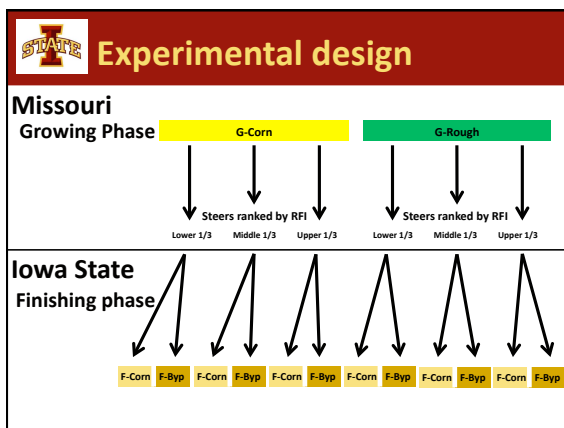 STATE
Experimental design
Missouri
Growing Phase
G-Corn G-Rough
Steers ranked by RFI Steers ranked by RFI
Lower 1/3 Middle 1/3 Upper 1/3 Lower 1/3 Middle 1/3 Upper 1/3
Iowa State
Finishing phase
F-Corn F-Byp F-Corn F-Byp F-Corn F-Byp F-Corn F-Byp F-Corn F-Byp F-Corn F-Byp